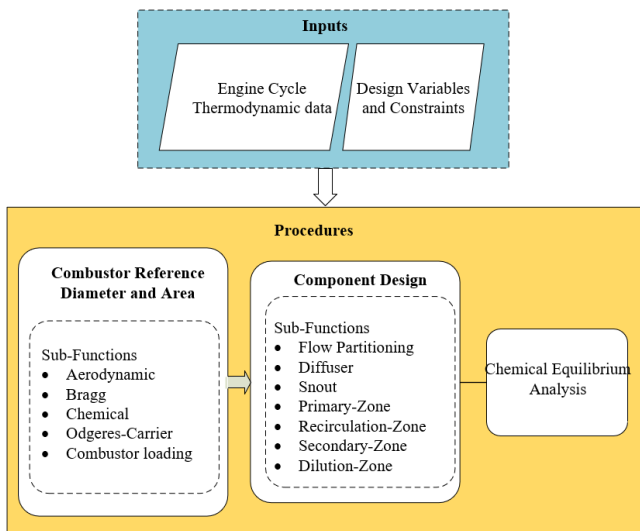 Inputs
Engine Cycle
Thermodynamic data
Design Variables
and Constraints
Procedures
Combustor Reference
Diameter and Area
Sub-Functions
● Aerodynamic
● Bragg
● Chemical
● Odgeres-Carrier
● Combustor loading
Component Design
Sub-Functions
● Flow Partitioning
● Diffuser
● Snout
● Primary-Zone
● Recirculation-Zone
● Secondary-Zone
● Dilution-Zone
Chemical Equilibrium
Analysis